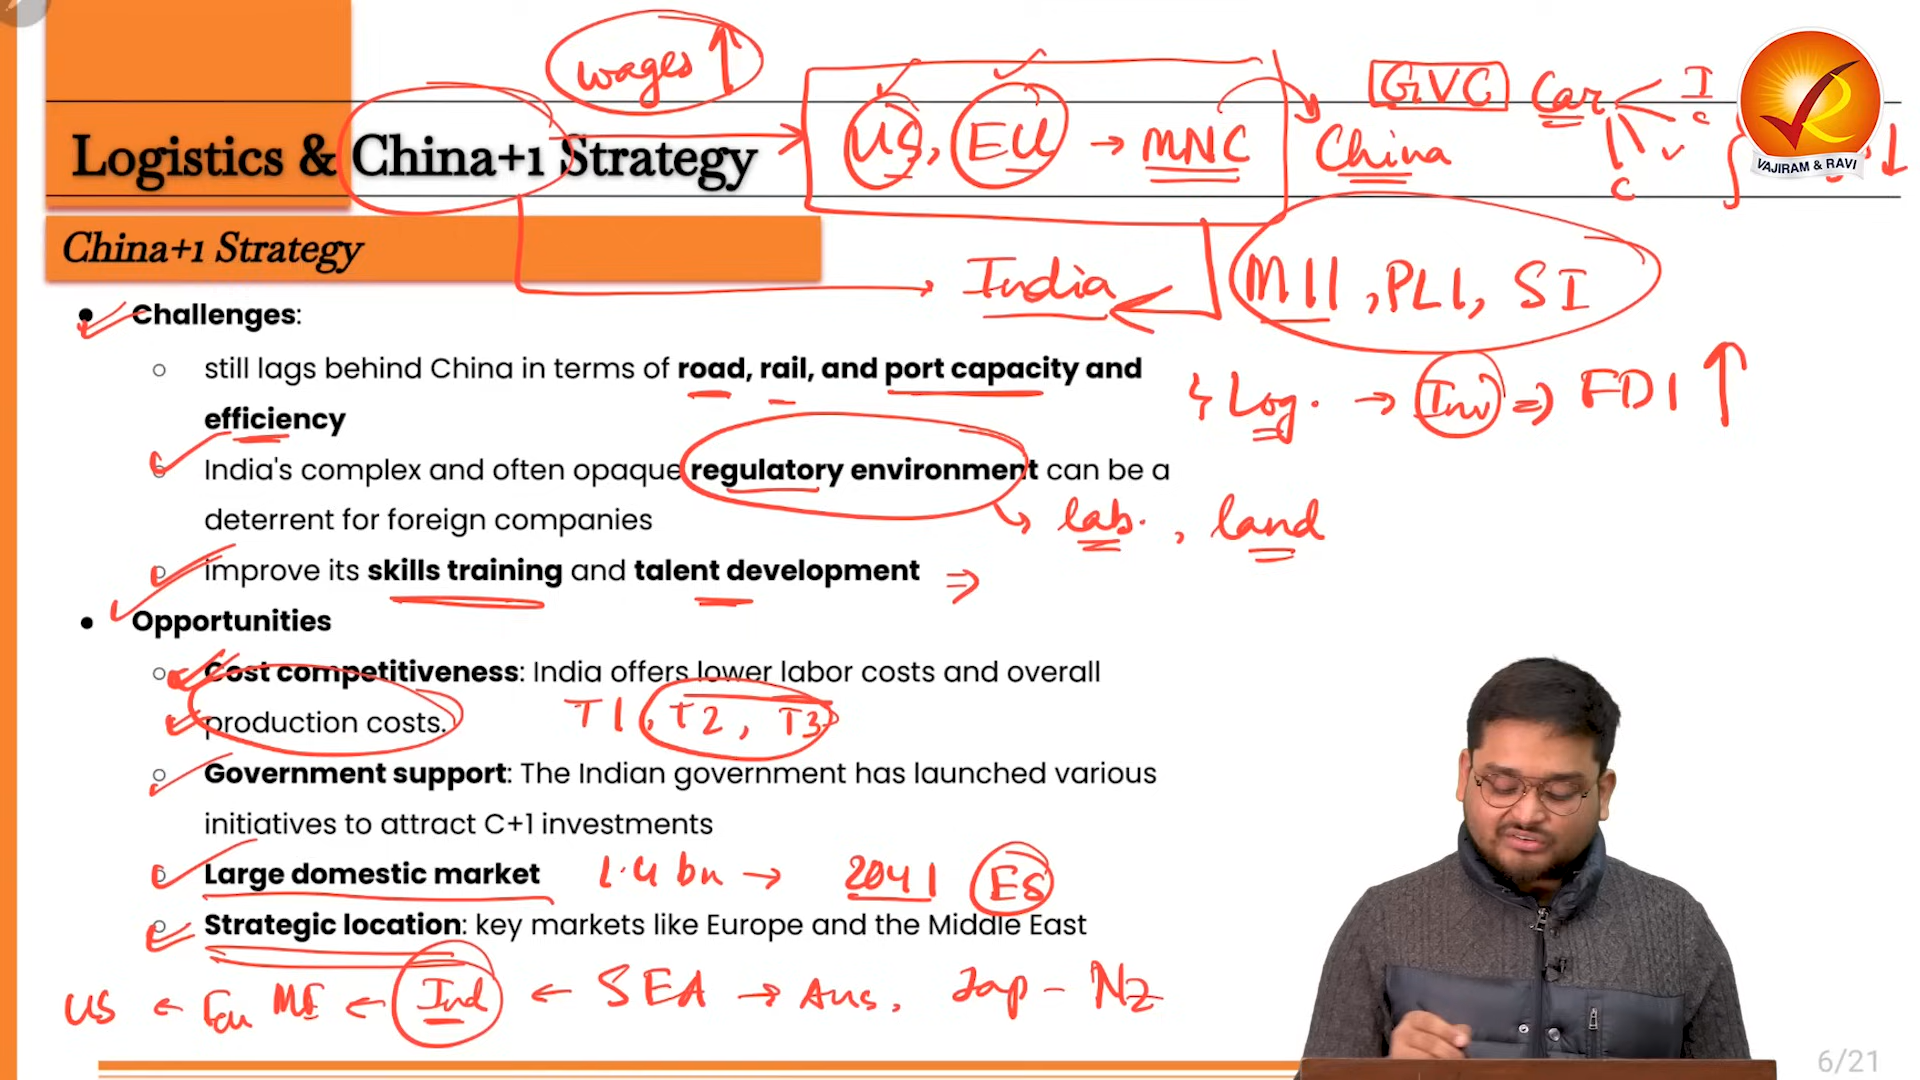 wages ↑
US, EU → MNC
China
GVC Car
I
c
v
c
VAJIRAM & RAVI
Logistics & China+1 Strategy
China+1 Strategy
India
MII, PLI, SI
• Challenges:
○ still lags behind China in terms of road, rail, and port capacity and
efficiency
Log. → Inv ⇒ FDI ↑
○ India's complex and often opaque regulatory environment can be a
deterrent for foreign companies
lab., land
○ improve its skills training and talent development ⇒
• Opportunities
○ Cost competitiveness: India offers lower labor costs and overall
production costs.
T1, T2, T3
○ Government support: The Indian government has launched various
initiatives to attract C+1 investments
○ Large domestic market 1.4 bn → 2041 ES
○ Strategic location: key markets like Europe and the Middle East
US ← Eu ME ← Ind ← SEA → Aus, Jap - NZ
6/21